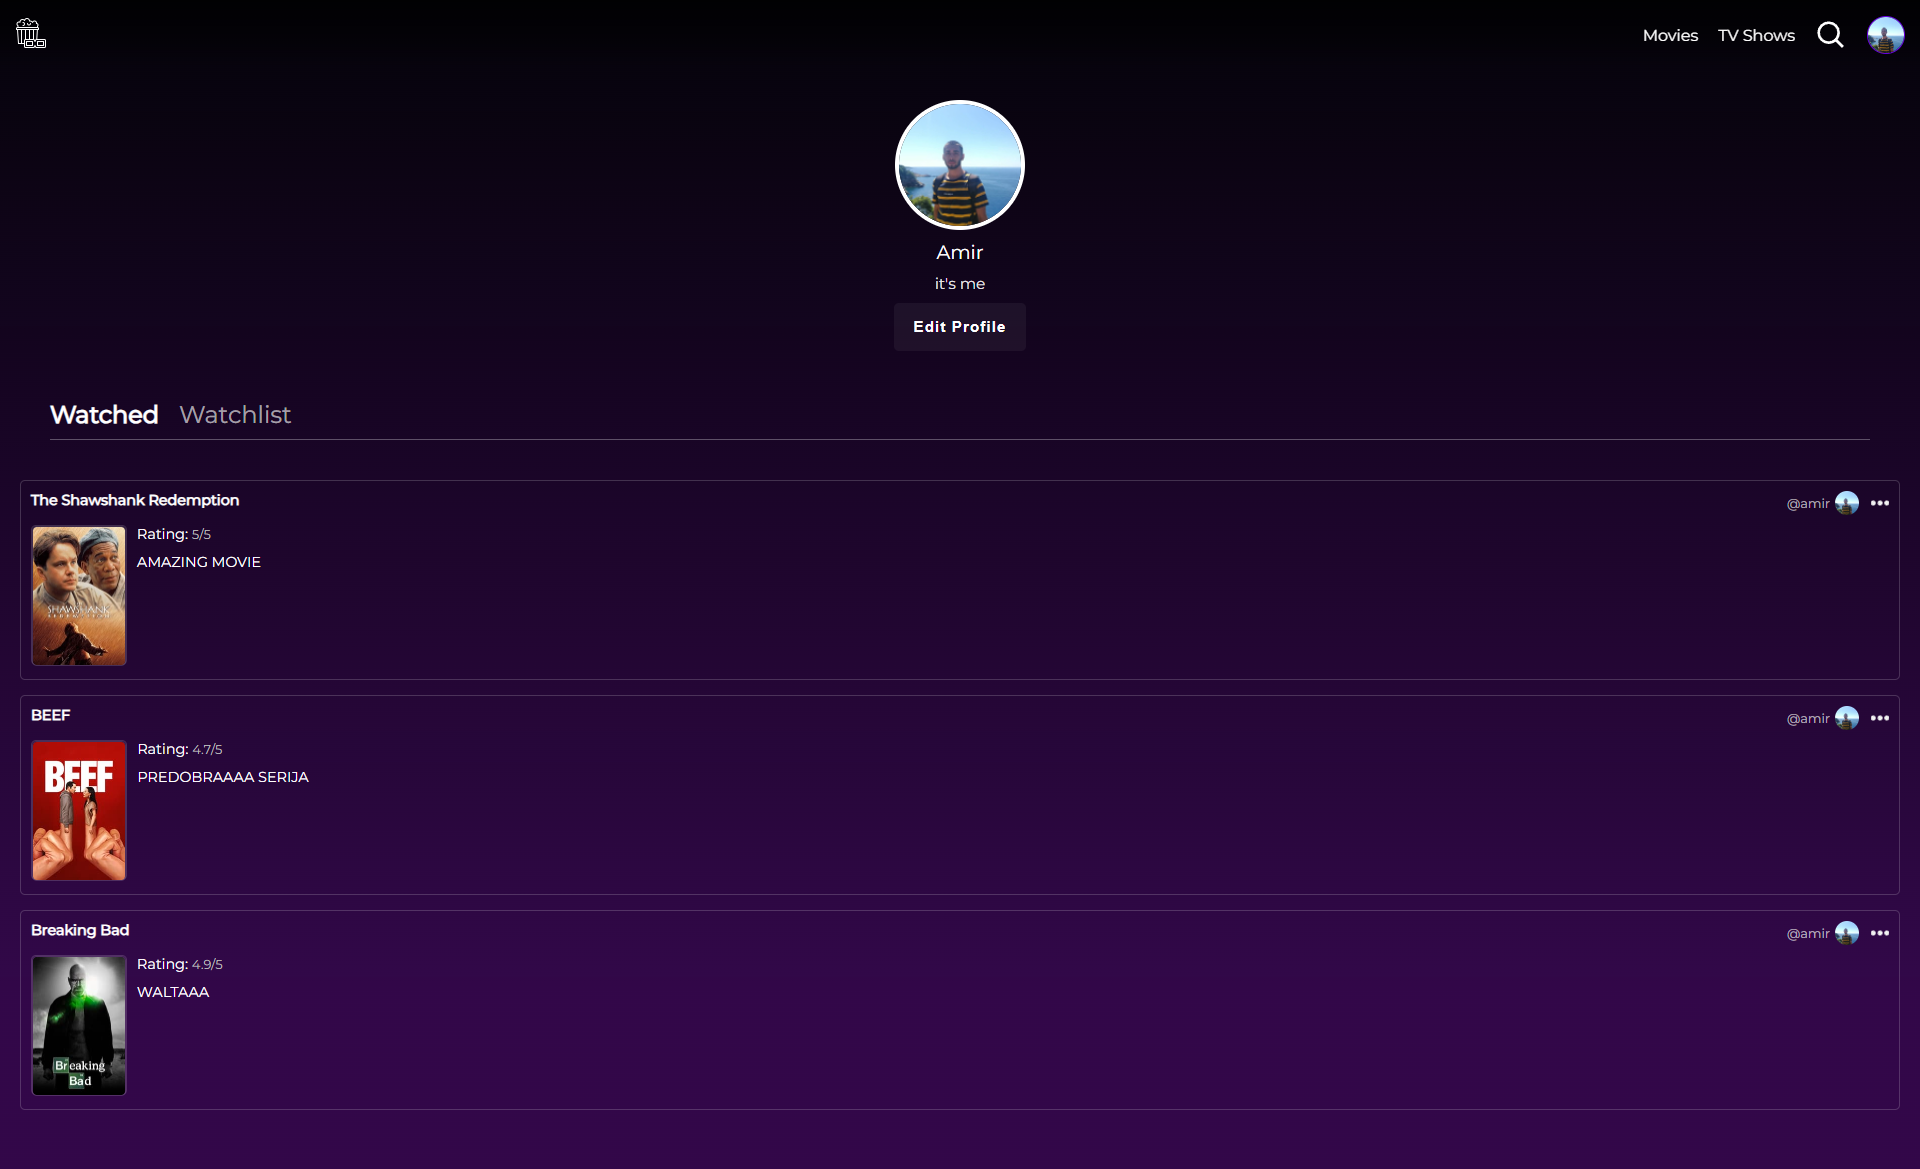 Movies TV Shows
Amir
it's me
Edit Profile
Watched Watchlist
The Shawshank Redemption
@amir
Rating: 5/5
AMAZING MOVIE
SHAWSHANK
REDEMPTION
BEEF
@amir
Rating: 4.7/5
PREDOBRAAAA SERIJA
BEEF
Breaking Bad
@amir
Rating: 4.9/5
WALTAAA
Breaking
Bad